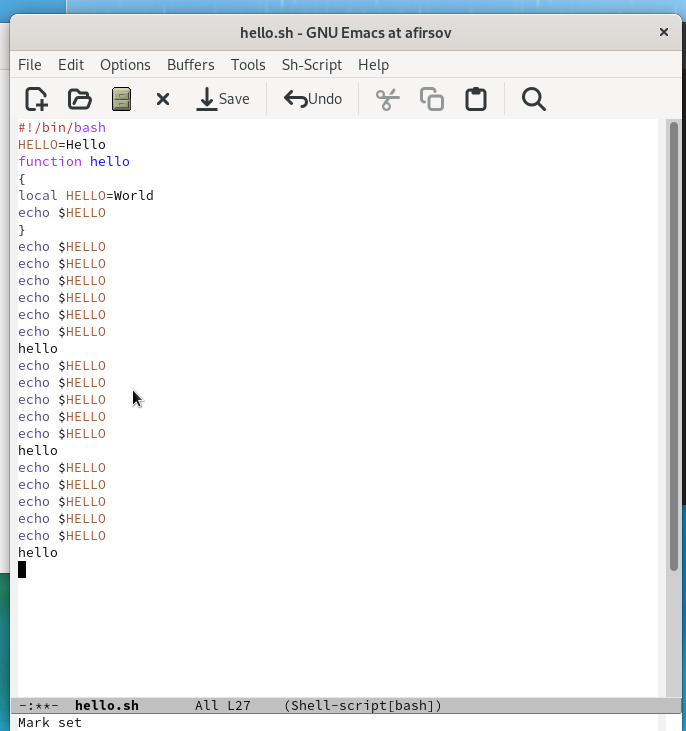 hello.sh - GNU Emacs at afirsov
File Edit Options Buffers Tools Sh-Script Help
Save Undo
#!/bin/bash
HELLO=Hello
function hello
{
local HELLO=World
echo $HELLO
}
echo $HELLO
echo $HELLO
echo $HELLO
echo $HELLO
echo $HELLO
echo $HELLO
hello
echo $HELLO
echo $HELLO
echo $HELLO
echo $HELLO
echo $HELLO
hello
echo $HELLO
echo $HELLO
echo $HELLO
echo $HELLO
echo $HELLO
hello
-:**- hello.sh All L27 (Shell-script[bash])
Mark set